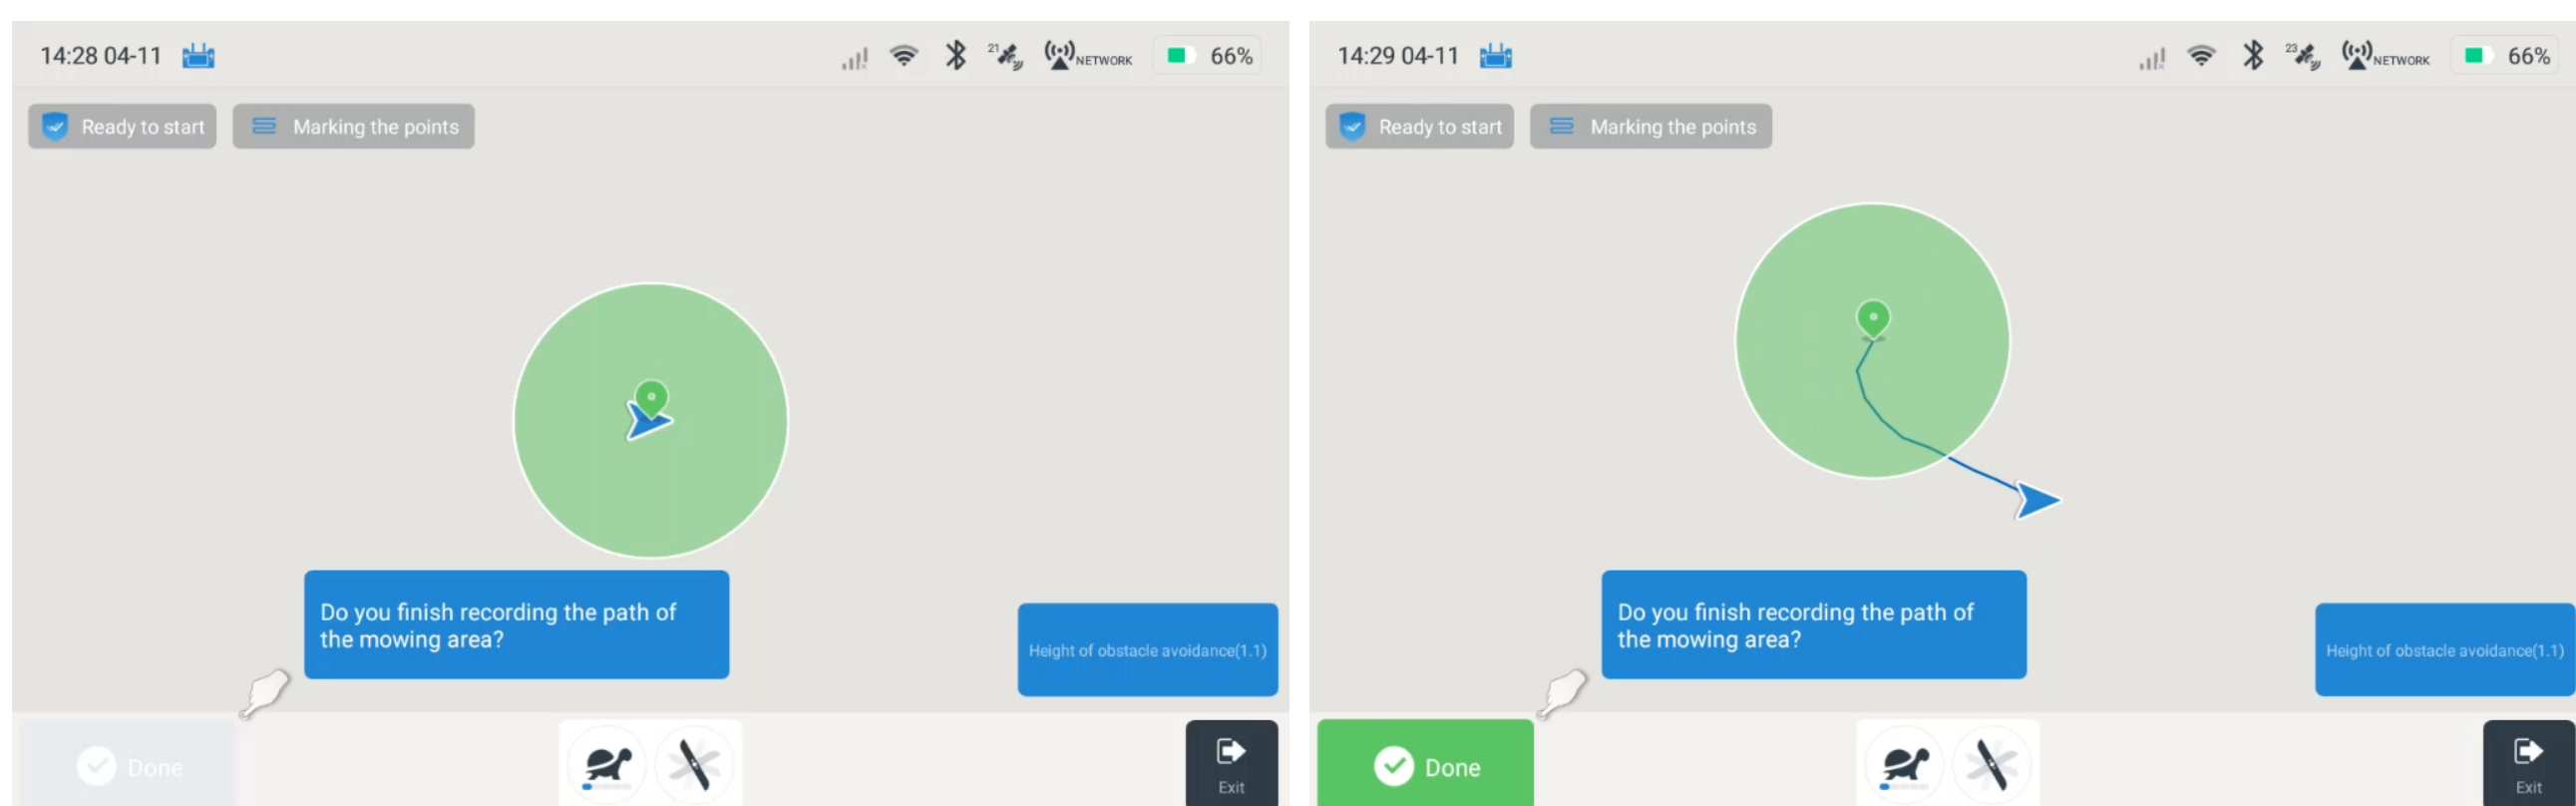 14:28 04-11
21
NETWORK
66%
Ready to start
Marking the points
Do you finish recording the path of
the mowing area?
Height of obstacle avoidance(1.1)
Done
Exit
14:29 04-11
23
NETWORK
66%
Ready to start
Marking the points
Do you finish recording the path of
the mowing area?
Height of obstacle avoidance(1.1)
Done
Exit